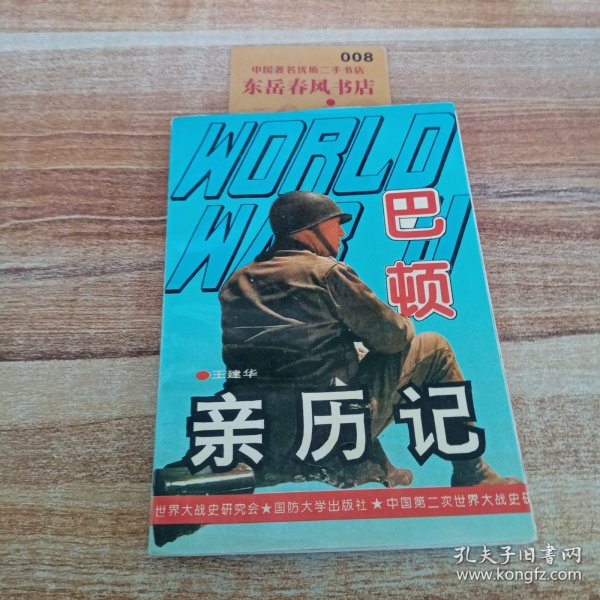 008
中国著名优质二手书店
东岳春风书店
WORLD
WAR II
巴顿
●王建华
亲历记
世界大战史研究会★国防大学出版社★中国第二次世界大战史研
孔夫子旧书网
www.kongfz.com